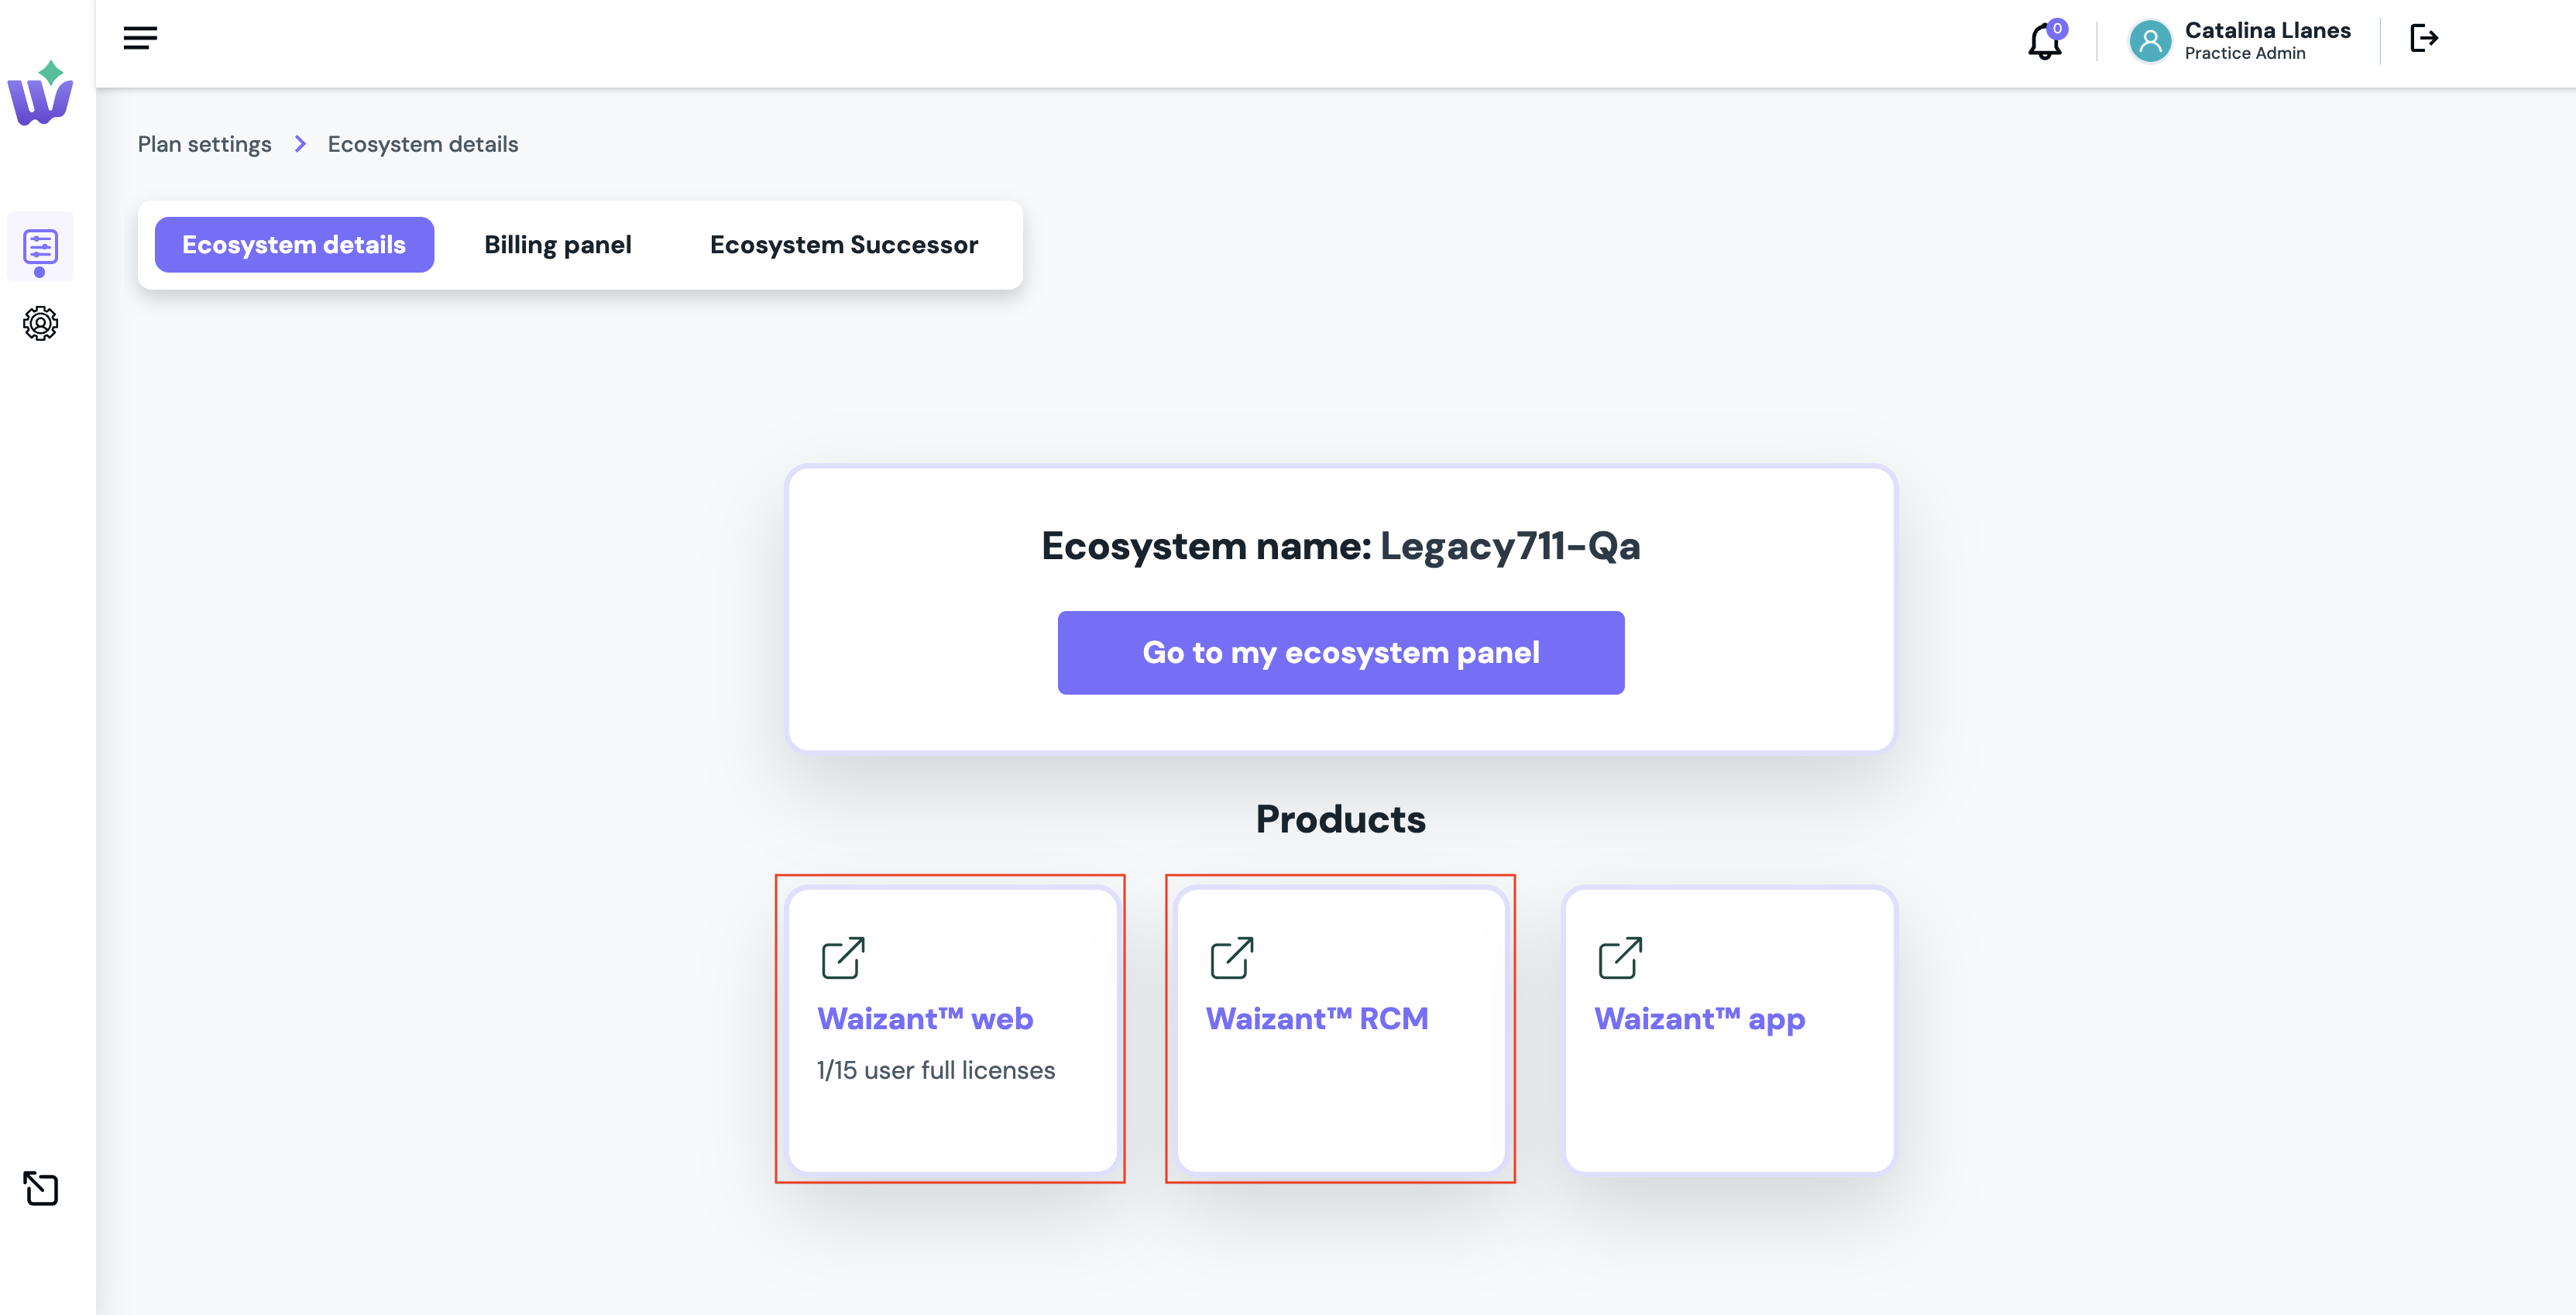 0
Catalina Llanes
Practice Admin
Plan settings > Ecosystem details
Ecosystem details Billing panel Ecosystem Successor
Ecosystem name: Legacy711-Qa
Go to my ecosystem panel
Products
Waizant™ web
1/15 user full licenses
Waizant™ RCM
Waizant™ app